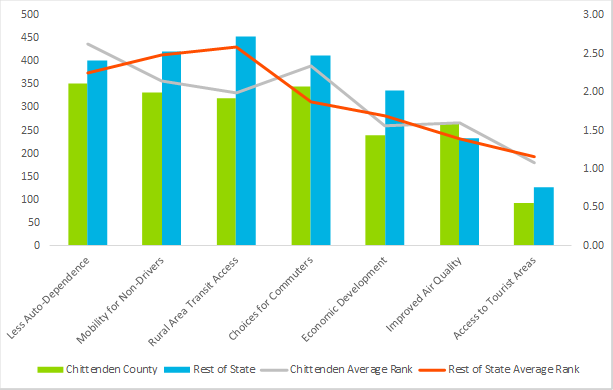 500
450
400
350
300
250
200
150
100
50
0
3.00
2.50
2.00
1.50
1.00
0.50
0.00
Less Auto-Dependence
Mobility for Non-Drivers
Rural Area Transit Access
Choices for Commuters
Economic Development
Improved Air Quality
Access to Tourist Areas
Chittenden County Rest of State Chittenden Average Rank Rest of State Average Rank